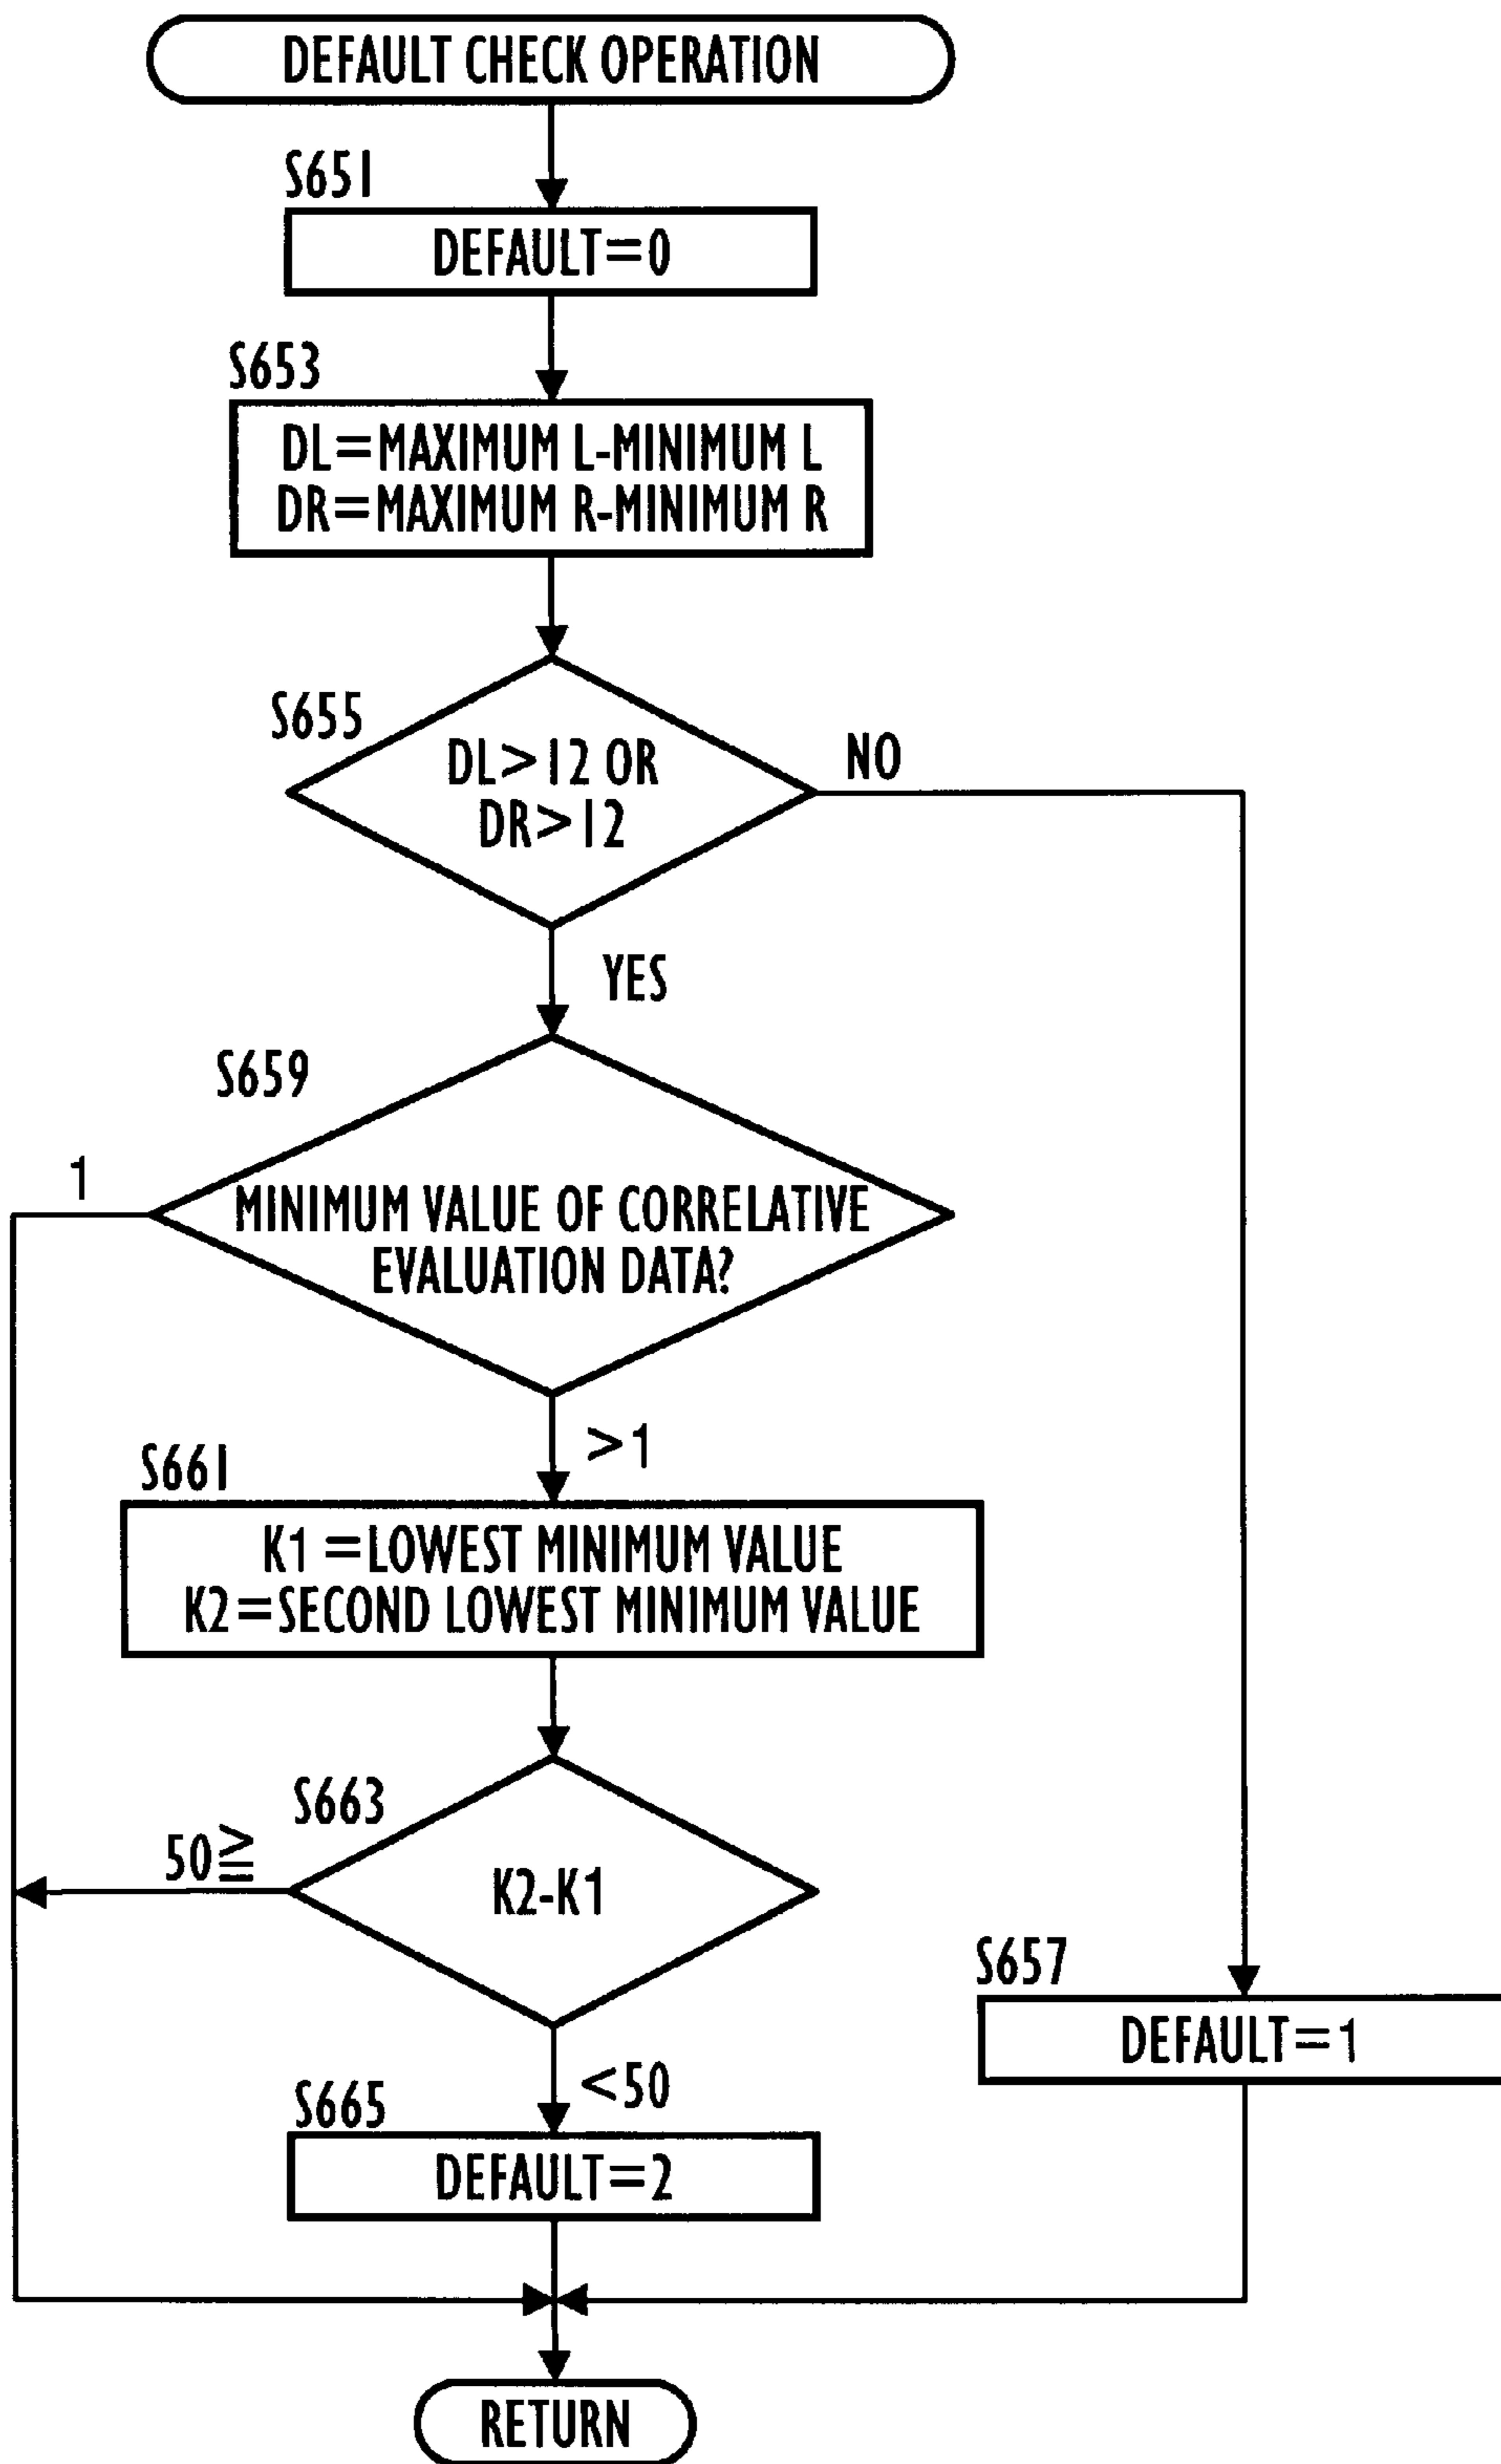 DEFAULT CHECK OPERATION
S651
DEFAULT=0
S653
DL=MAXIMUM L-MINIMUM L
DR=MAXIMUM R-MINIMUM R
S655
DL>12 OR
DR>12
NO
YES
S659
1
MINIMUM VALUE OF CORRELATIVE
EVALUATION DATA?
>1
S661
K1=LOWEST MINIMUM VALUE
K2=SECOND LOWEST MINIMUM VALUE
S663
50≧
K2-K1
S657
DEFAULT=1
<50
S665
DEFAULT=2
RETURN